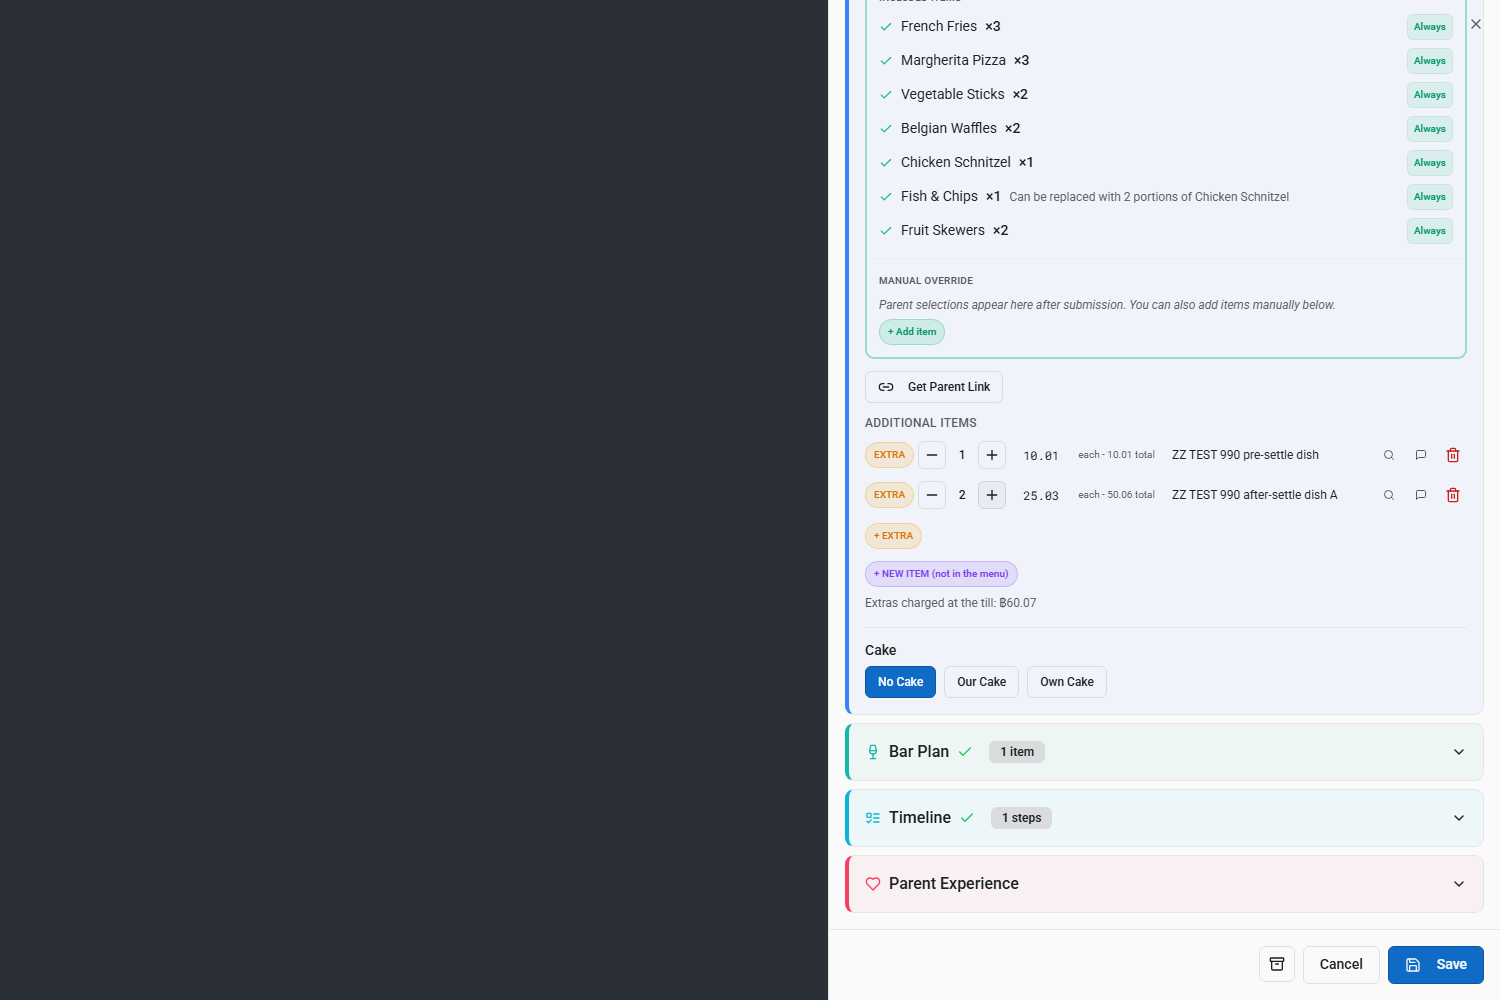 French Fries ×3 Always
Margherita Pizza ×3 Always
Vegetable Sticks ×2 Always
Belgian Waffles ×2 Always
Chicken Schnitzel ×1 Always
Fish & Chips ×1 Can be replaced with 2 portions of Chicken Schnitzel Always
Fruit Skewers ×2 Always
MANUAL OVERRIDE
Parent selections appear here after submission. You can also add items manually below.
+ Add item
Get Parent Link
ADDITIONAL ITEMS
EXTRA − 1 + 10.01 each - 10.01 total ZZ TEST 990 pre-settle dish
EXTRA − 2 + 25.03 each - 50.06 total ZZ TEST 990 after-settle dish A
+ EXTRA
+ NEW ITEM (not in the menu)
Extras charged at the till: ฿60.07
Cake
No Cake Our Cake Own Cake
Bar Plan 1 item
Timeline 1 steps
Parent Experience
Cancel Save